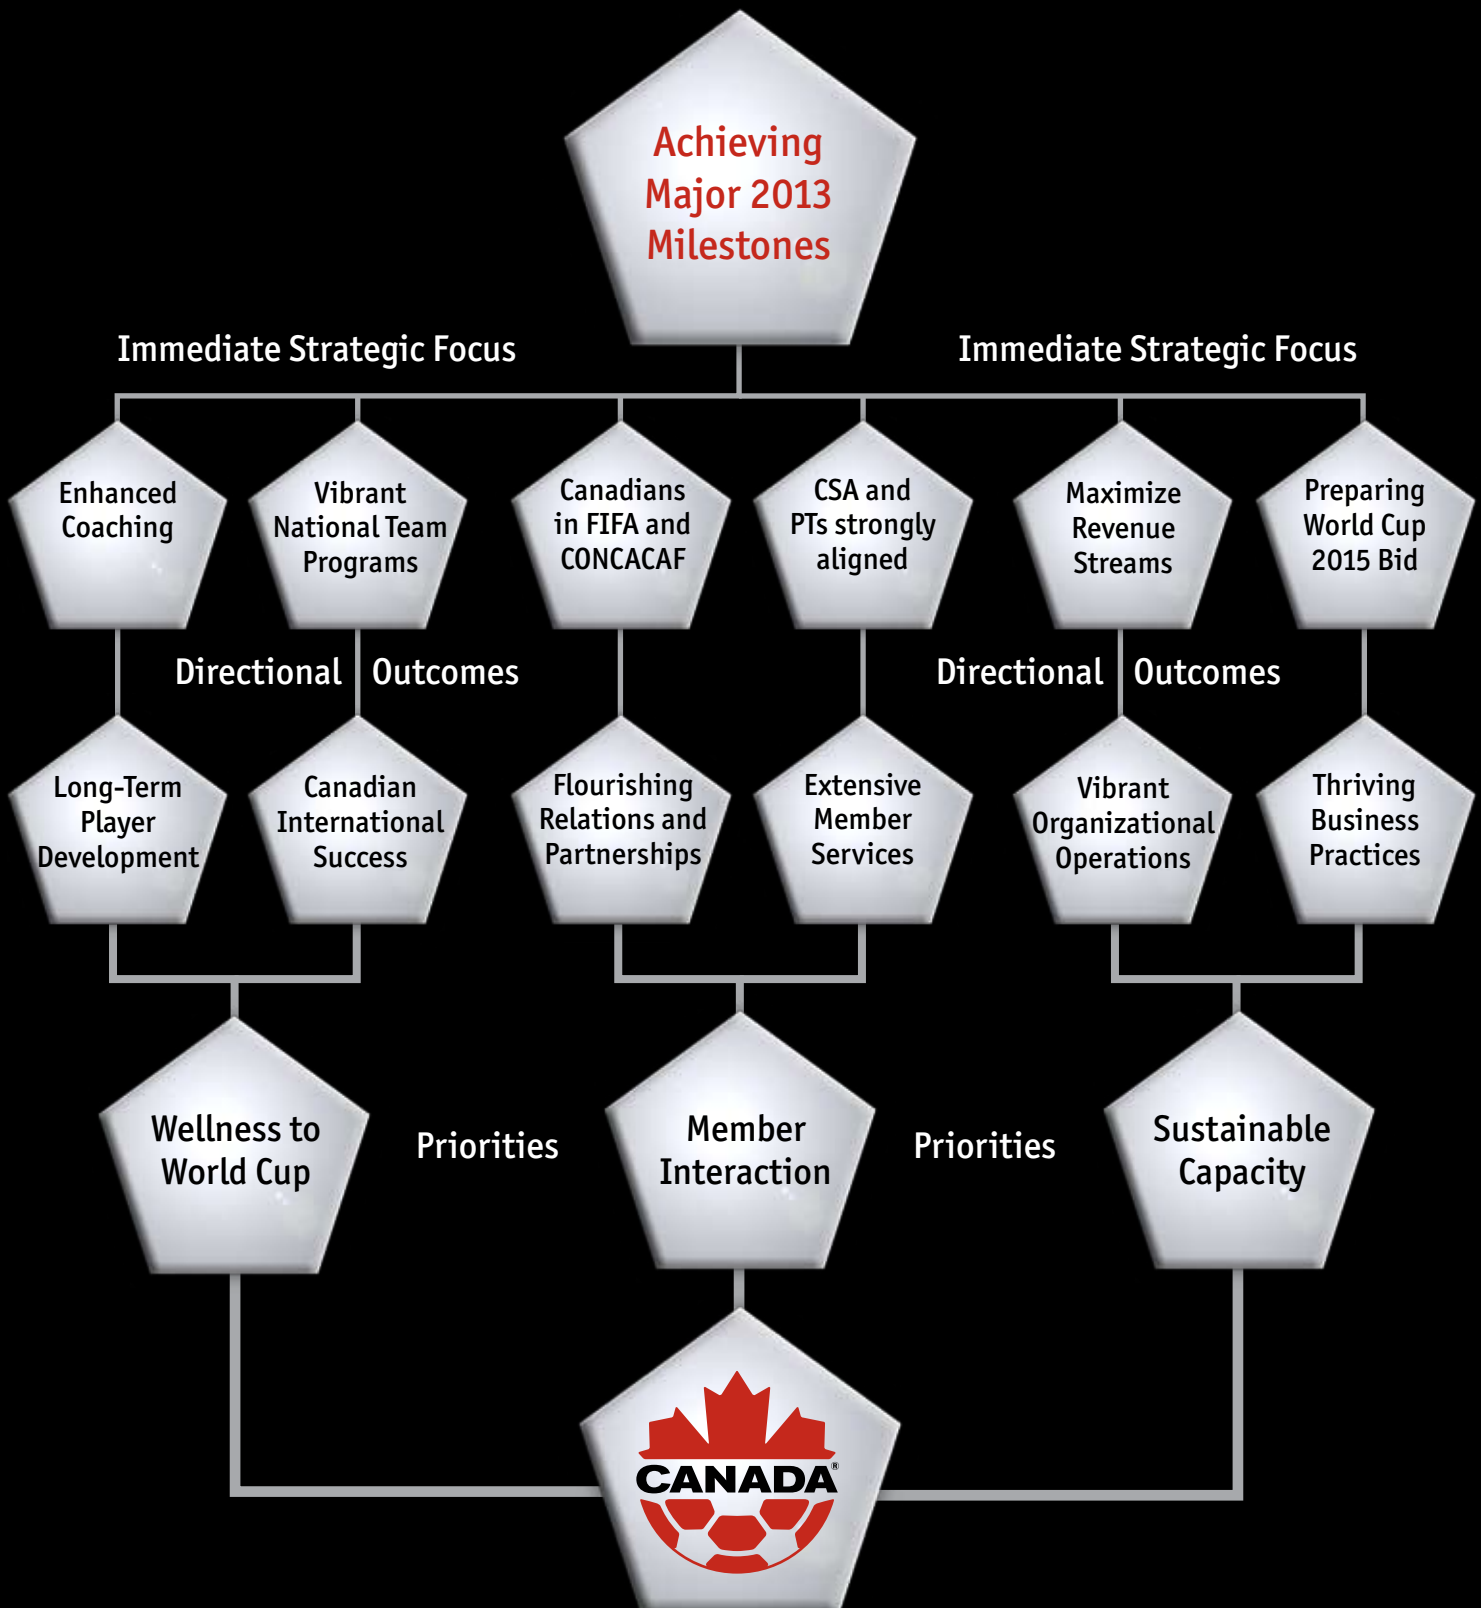 Achieving
Major 2013
Milestones
Immediate Strategic Focus
Immediate Strategic Focus
Enhanced
Coaching
Vibrant
National Team
Programs
Canadians
in FIFA and
CONCACAF
CSA and
PTs strongly
aligned
Maximize
Revenue
Streams
Preparing
World Cup
2015 Bid
Directional Outcomes
Directional Outcomes
Long-Term
Player
Development
Canadian
International
Success
Flourishing
Relations and
Partnerships
Extensive
Member
Services
Vibrant
Organizational
Operations
Thriving
Business
Practices
Wellness to
World Cup
Priorities
Member
Interaction
Priorities
Sustainable
Capacity
CANADA®